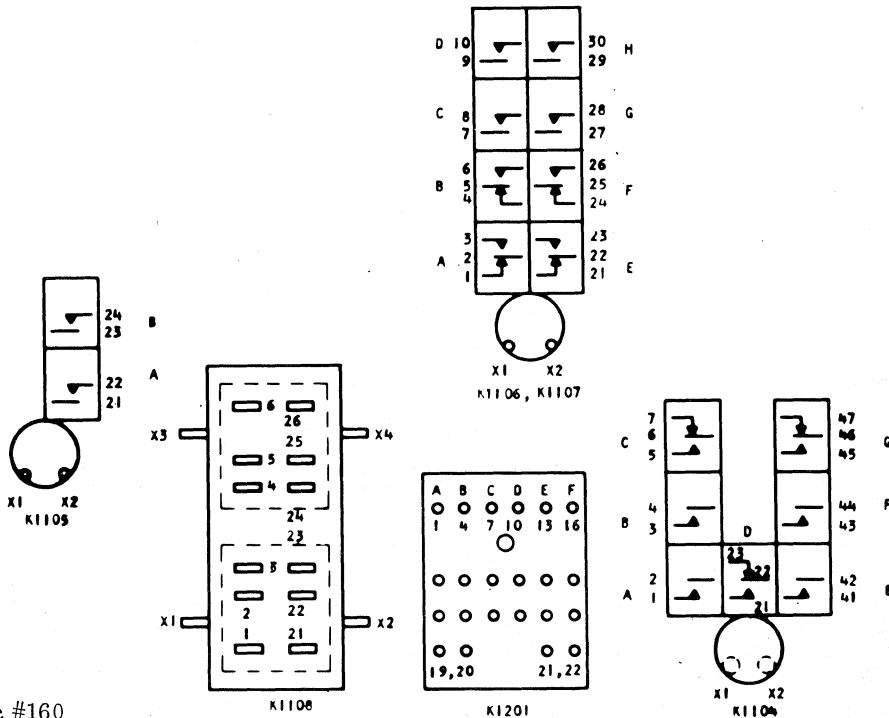 D 10 30 H
9 29
C 8 28 G
7 27
6 26
B 5 25 F
4 24
3 23
A 2 22 E
1 21
X1 X2
K1106, K1107
24 B
23
22 A
21
X1 X2
K1105
6 26
X3 25 X4
5
4
24
23
3
2 22
X1 X2
1 21
K1108
A B C D E F
1 4 7 10 13 16
19,20 21,22
K1201
7 47
C 6 46 G
5 45
4 44 F
B 3 43
D
23
22
2 42
A 1 41 E
21
X1 X2
K1104
#160